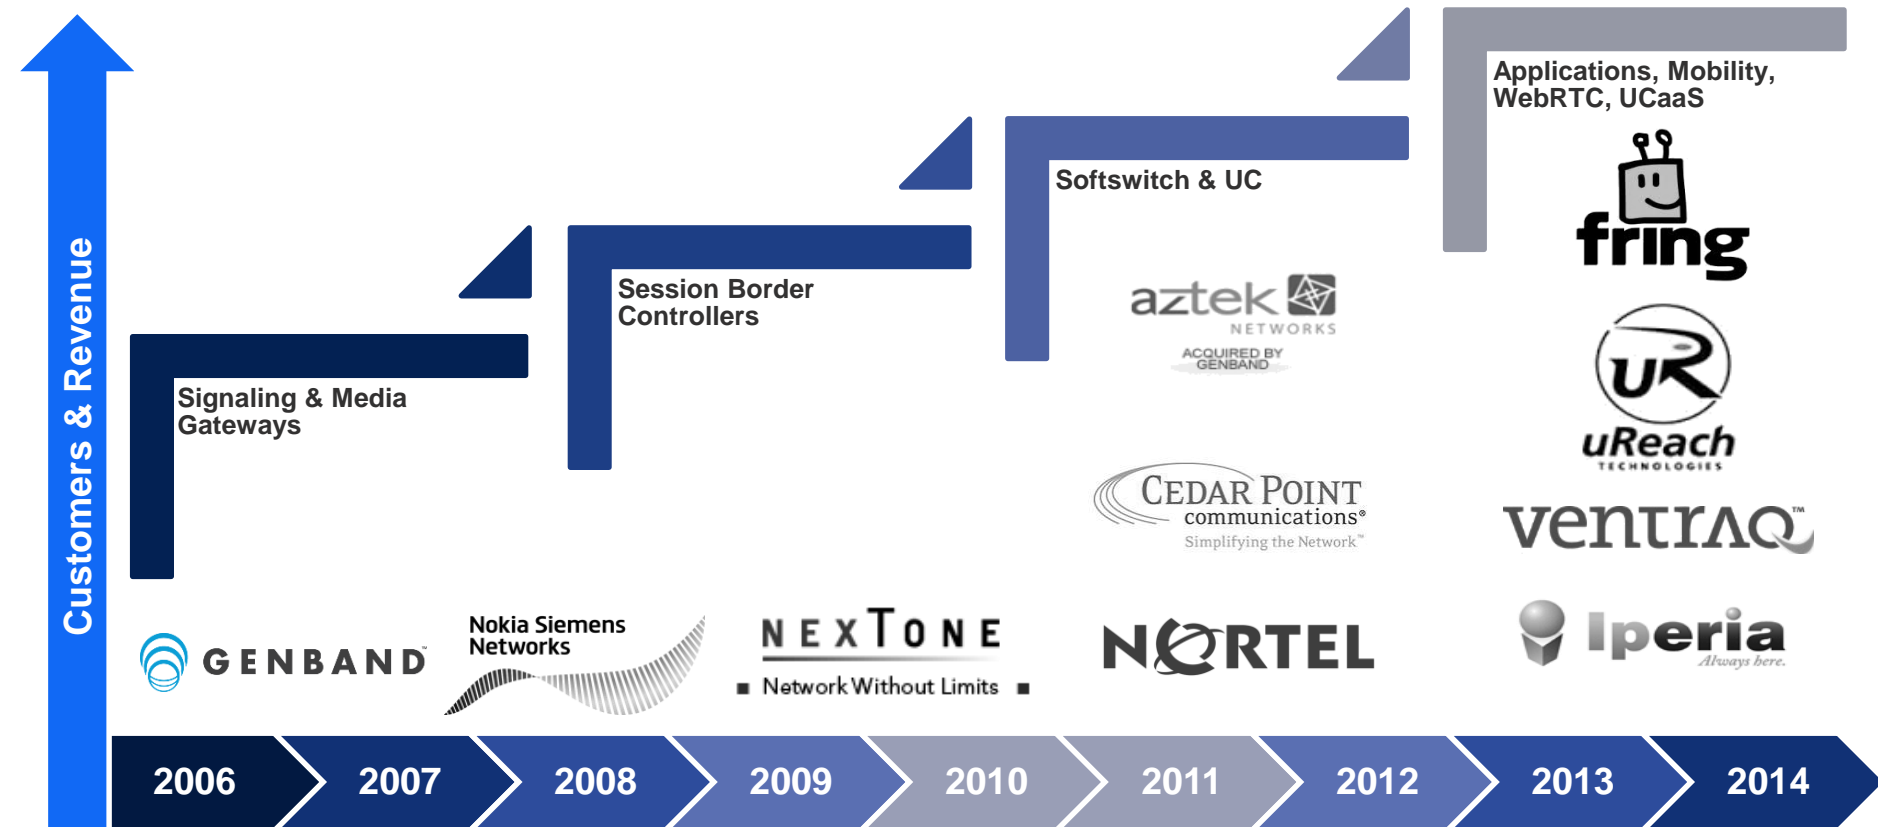 Customers & Revenue
Signaling & Media
Gateways
Session Border
Controllers
Softswitch & UC
Applications, Mobility,
WebRTC, UCaaS
fring
aztek
NETWORKS
ACQUIRED BY
GENBAND
uR
uReach
TECHNOLOGIES
CEDAR POINT
communications®
Simplifying the Network™
ventraq™
GENBAND™
Nokia Siemens
Networks
NEXTONE
Network Without Limits
NORTEL
Iperia
Always here.
2006
2007
2008
2009
2010
2011
2012
2013
2014